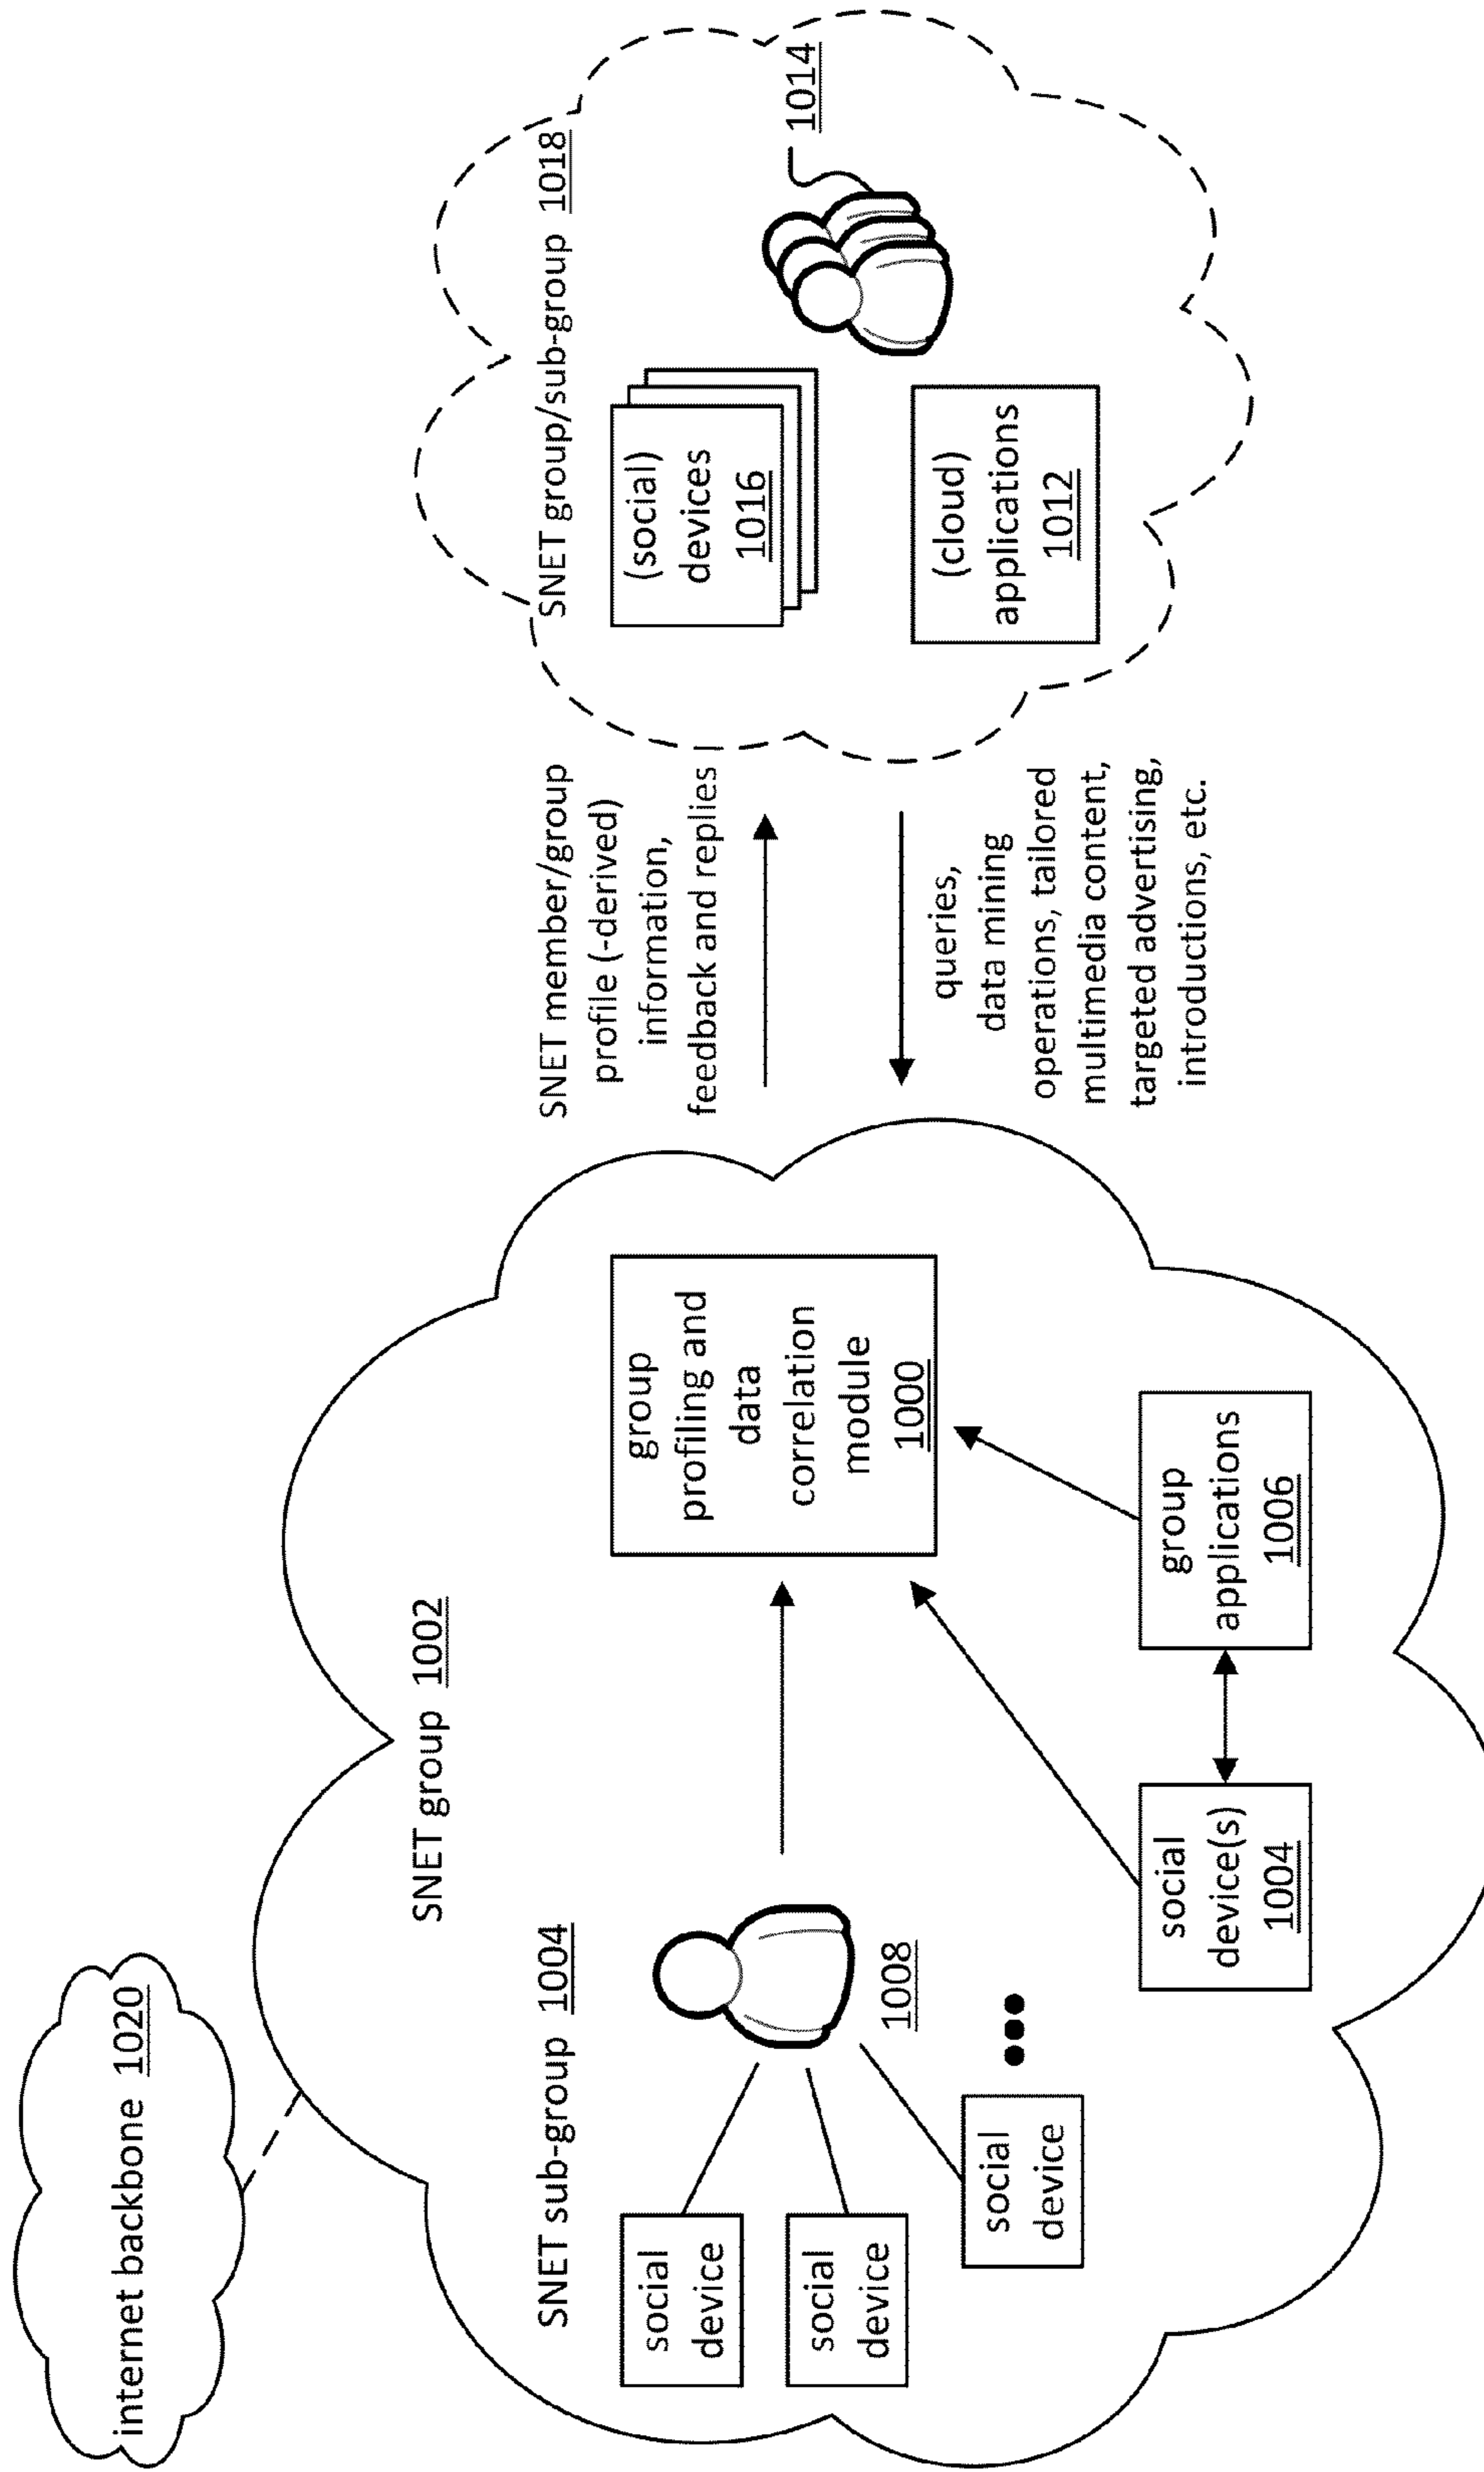 internet backbone 1020
SNET group 1002
SNET sub-group 1004
social
device
social
device
social
device
1008
group
profiling and
data
correlation
module
1000
social
device(s)
1004
group
applications
1006
SNET member/group
profile (-derived)
information,
feedback and replies
queries,
data mining
operations, tailored
multimedia content,
targeted advertising,
introductions, etc.
SNET group/sub-group 1018
(social)
devices
1016
1014
(cloud)
applications
1012